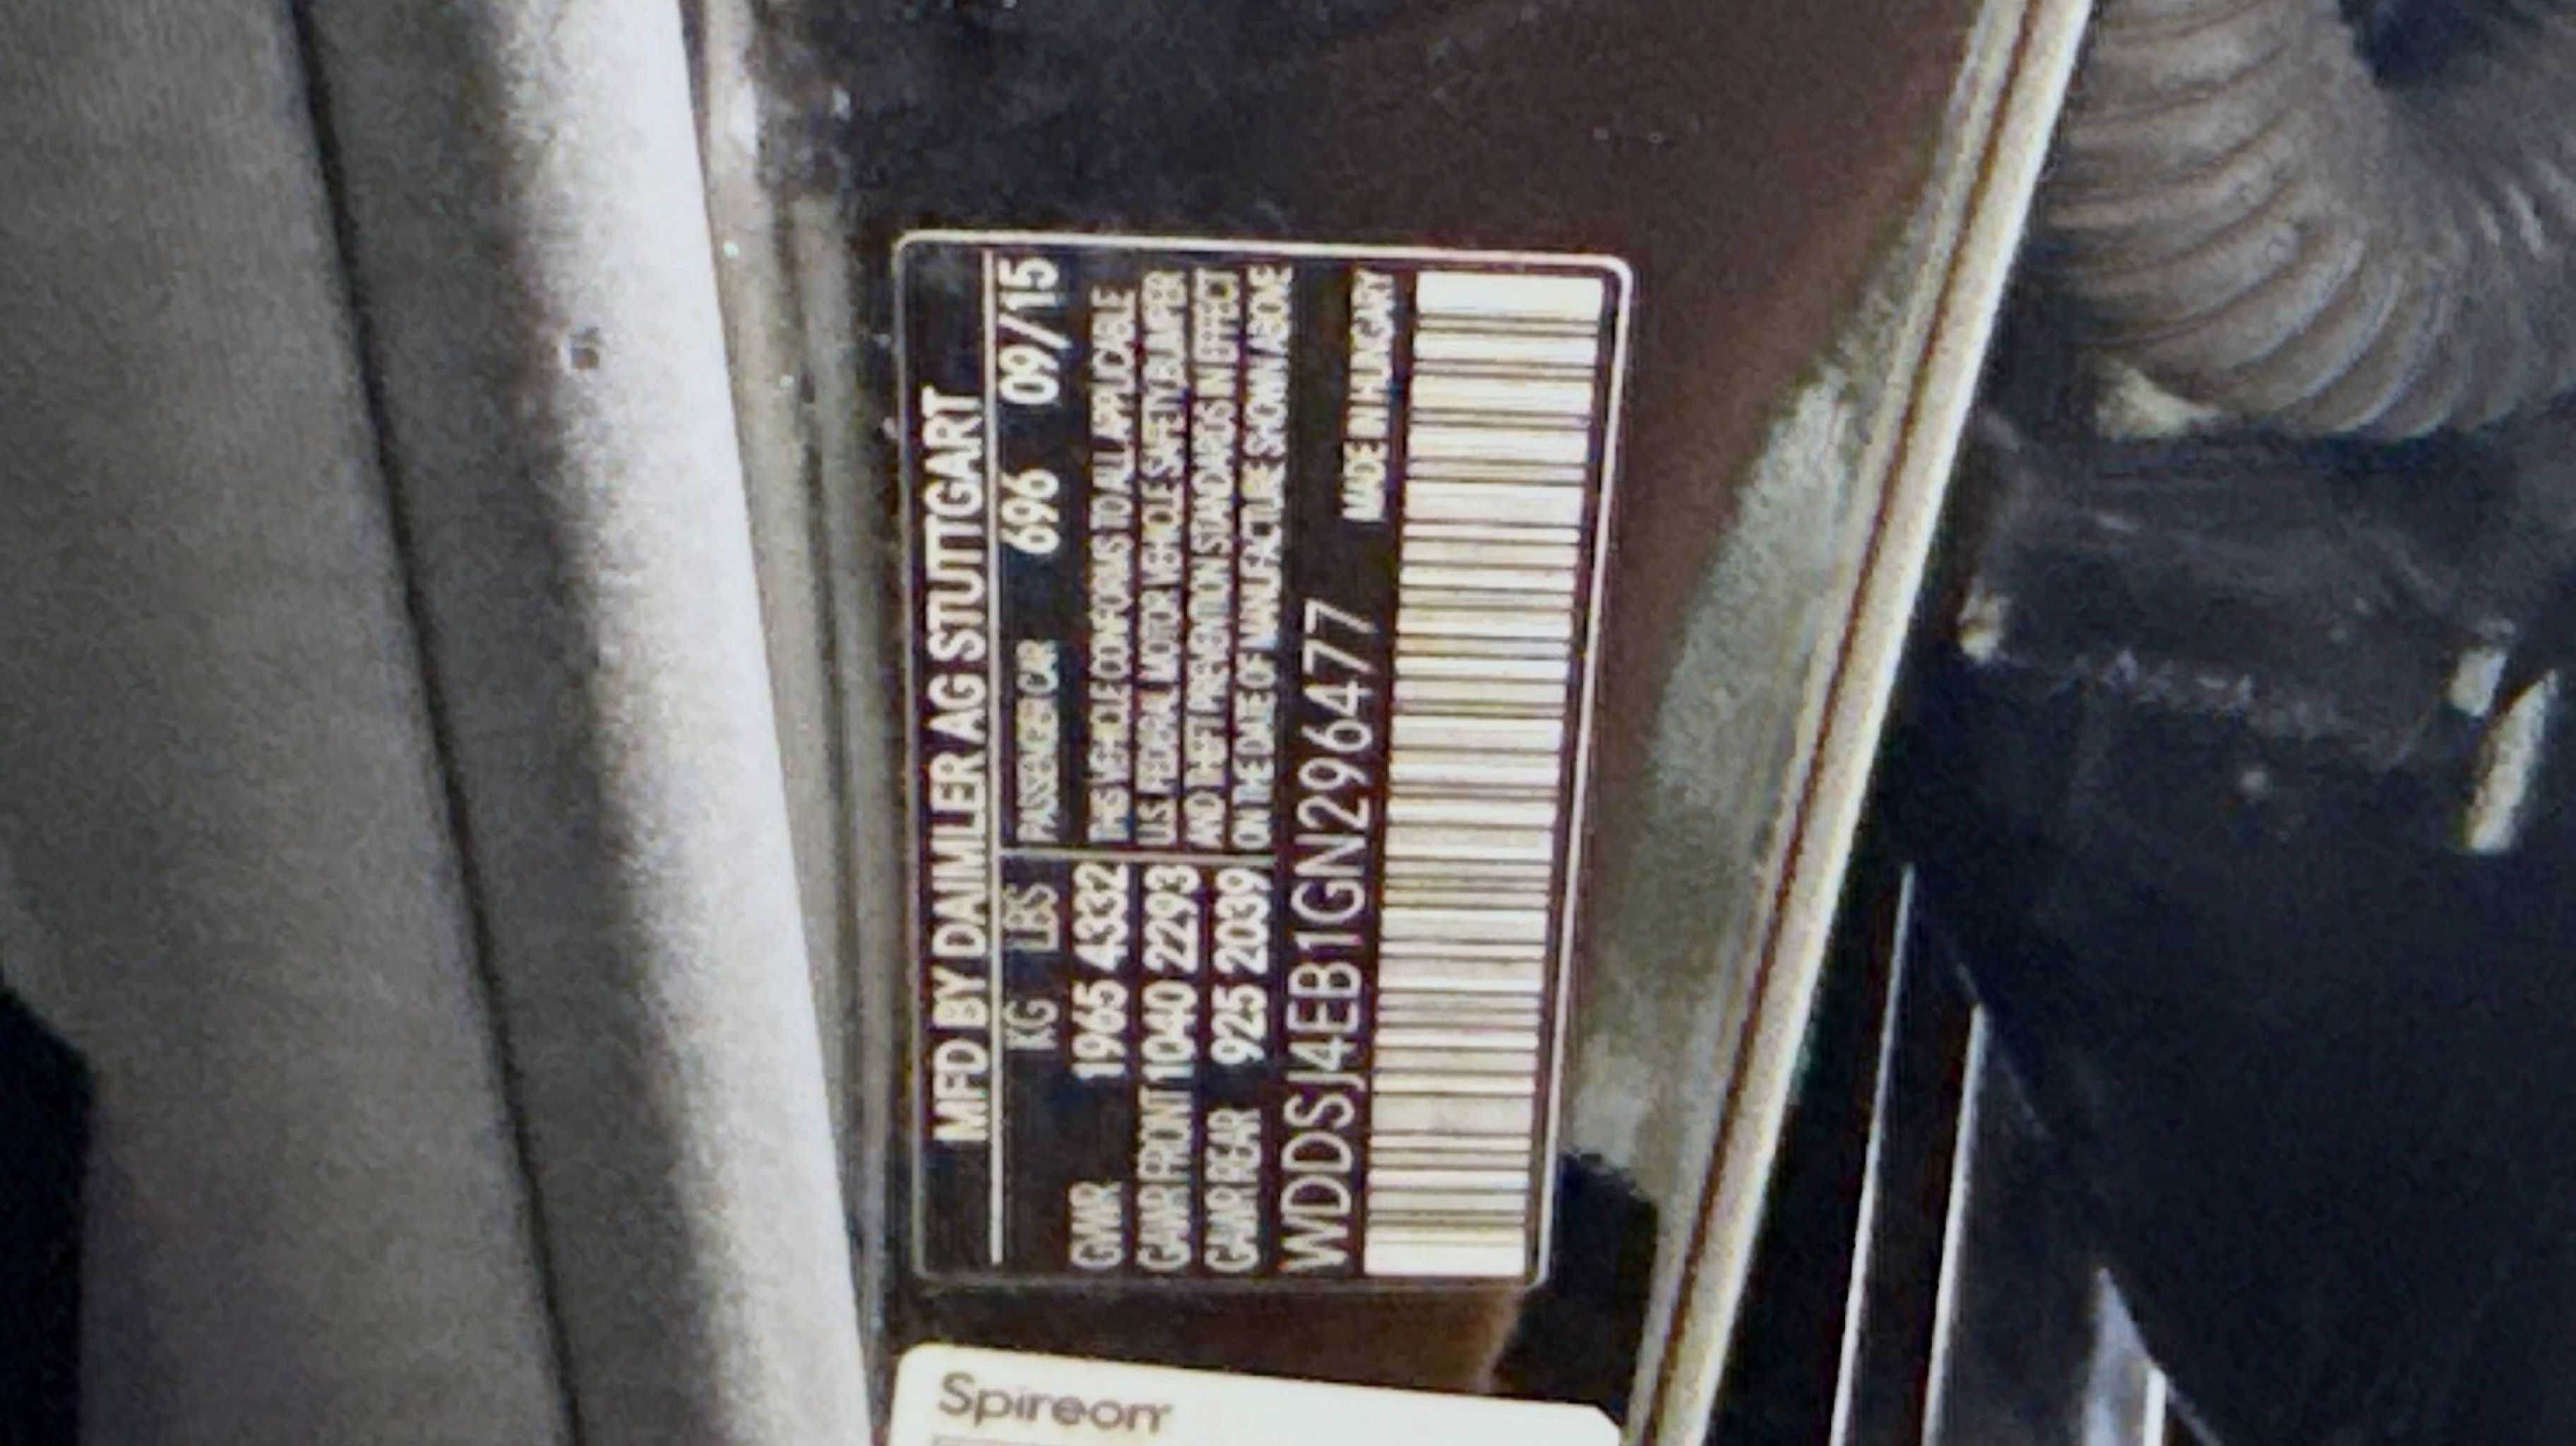 MFD BY DAIMLER AG STUTTGART
KG LBS
GVWR 1965 4332
GAWR FRONT 1040 2293
GAWR REAR 925 2039
PASSENGER CAR 696 09/15
THIS VEHICLE CONFORMS TO ALL APPLICABLE
U.S. FEDERAL MOTOR VEHICLE SAFETY, BUMPER
AND THEFT PREVENTION STANDARDS IN EFFECT
ON THE DATE OF MANUFACTURE SHOWN ABOVE
MADE IN HUNGARY
WDDSJ4EB1GN296477
Spireon